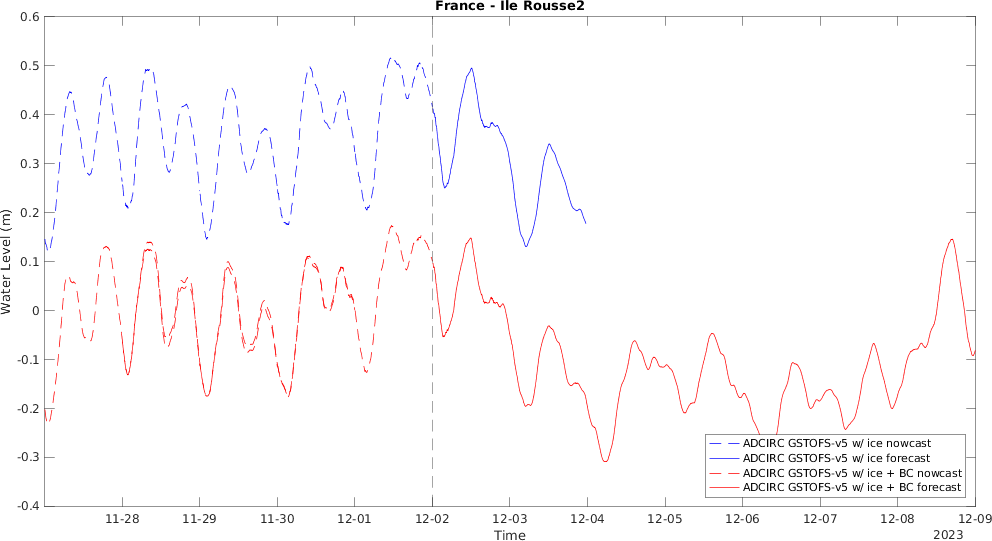 France - Ile Rousse2
0.6
0.5
0.4
0.3
0.2
0.1
0
-0.1
-0.2
-0.3
-0.4
Water Level (m)
ADCIRC GSTOFS-v5 w/ ice nowcast
ADCIRC GSTOFS-v5 w/ ice forecast
ADCIRC GSTOFS-v5 w/ ice + BC nowcast
ADCIRC GSTOFS-v5 w/ ice + BC forecast
11-28 11-29 11-30 12-01 12-02 12-03 12-04 12-05 12-06 12-07 12-08 12-09
Time
2023